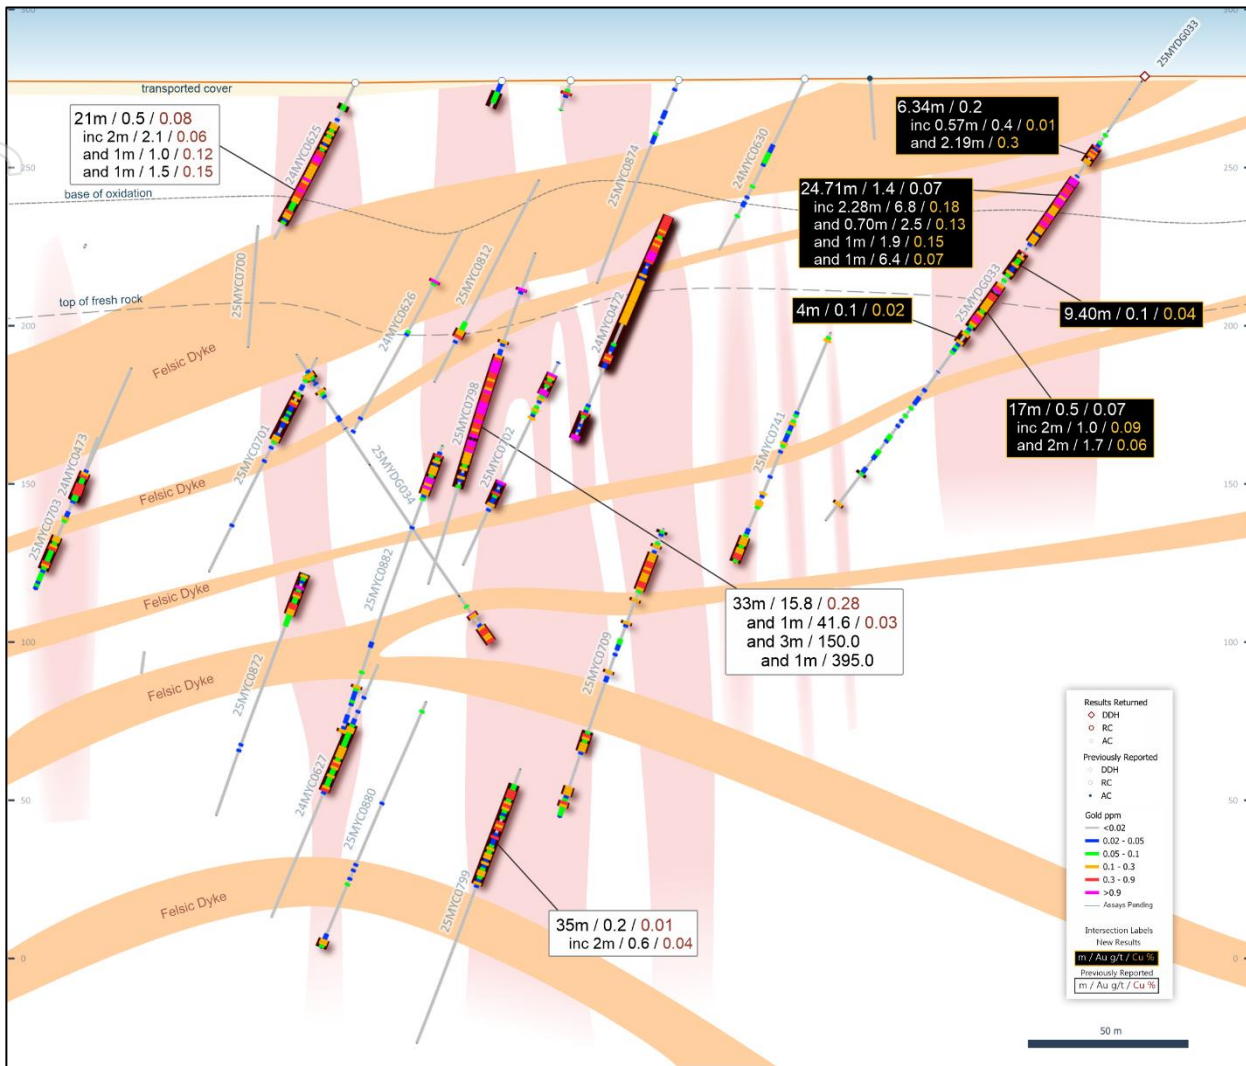 300
300
25MYDG033
transported cover
21m / 0.5 / 0.08
inc 2m / 2.1 / 0.06
and 1m / 1.0 / 0.12
and 1m / 1.5 / 0.15
24MYC0625
25MYC0874
24MYC0630
6.34m / 0.2
inc 0.57m / 0.4 / 0.01
and 2.19m / 0.3
250
250
base of oxidation
24.71m / 1.4 / 0.07
inc 2.28m / 6.8 / 0.18
and 0.70m / 2.5 / 0.13
and 1m / 1.9 / 0.15
and 1m / 6.4 / 0.07
25MYC0700
24MYC0626
25MYC0812
24MYC0472
25MYDG033
top of fresh rock
4m / 0.1 / 0.02
9.40m / 0.1 / 0.04
200
200
Felsic Dyke
25MYC0798
25MYC0702
25MYC0741
17m / 0.5 / 0.07
inc 2m / 1.0 / 0.09
and 2m / 1.7 / 0.06
24MYC0473
25MYC0701
25MYDG034
150
150
Felsic Dyke
25MYC0703
25MYC0882
Felsic Dyke
33m / 15.8 / 0.28
and 1m / 41.6 / 0.03
and 3m / 150.0
and 1m / 395.0
100
100
25MYC0872
25MYC0709
Felsic Dyke
24MYC0627
25MYC0880
50
50
Felsic Dyke
25MYC0799
35m / 0.2 / 0.01
inc 2m / 0.6 / 0.04
0
0
Results Returned
DDH
RC
AC
Previously Reported
DDH
RC
AC
Gold ppm
<0.02
0.02 - 0.05
0.05 - 0.1
0.1 - 0.3
0.3 - 0.9
>0.9
Assays Pending
Intersection Labels
New Results
m / Au g/t / Cu %
Previously Reported
m / Au g/t / Cu %
50 m